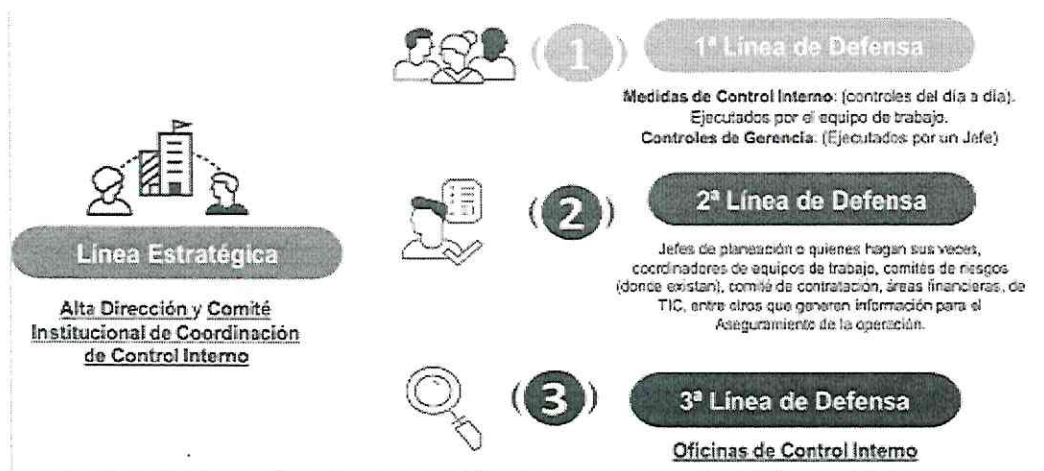 Línea Estratégica
Alta Dirección y Comité
Institucional de Coordinación
de Control Interno
1
1ª Línea de Defensa
Medidas de Control Interno: (controles del día a día).
Ejecutados por el equipo de trabajo.
Controles de Gerencia: (Ejecutados por un Jefe)
2
2ª Línea de Defensa
Jefes de planeación o quienes hagan sus veces,
coordinadores de equipos de trabajo, comités de riesgos
(donde existan), comité de contratación, áreas financieras, de
TIC, entre otros que generen información para el
Aseguramiento de la operación.
3
3ª Línea de Defensa
Oficinas de Control Interno